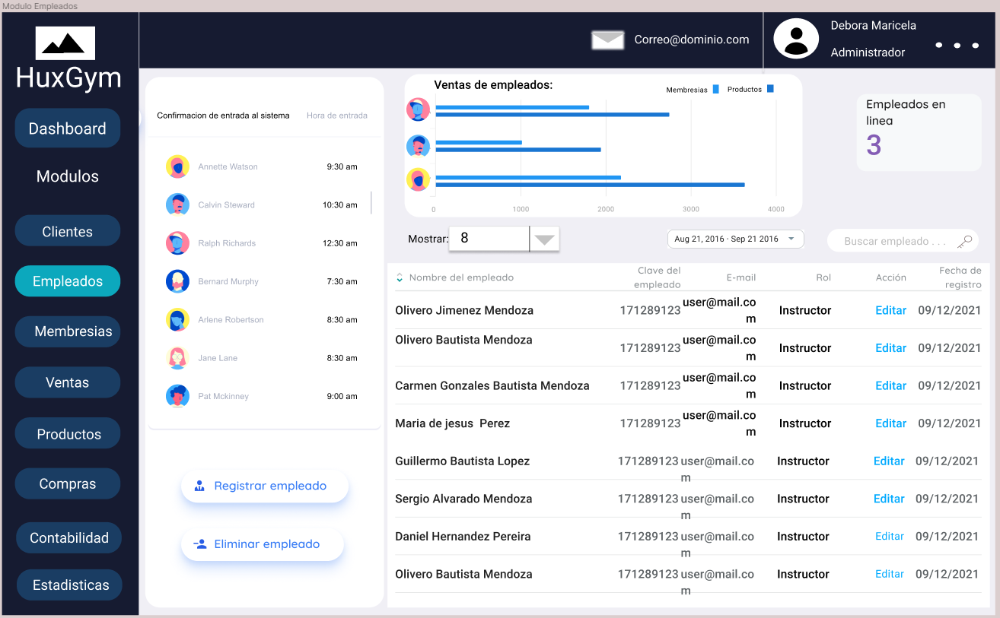 Modulo Empleados
HuxGym
Dashboard
Modulos
Clientes
Empleados
Membresias
Ventas
Productos
Compras
Contabilidad
Estadisticas
Correo@dominio.com
Debora Maricela
Administrador
Confirmacion de entrada al sistema Hora de entrada
Annette Watson 9:30 am
Calvin Steward 10:30 am
Ralph Richards 12:30 am
Bernard Murphy 7:30 am
Arlene Robertson 8:30 am
Jane Lane 8:30 am
Pat Mckinney 9:00 am
Registrar empleado
Eliminar empleado
Ventas de empleados:
Membresias Productos
0 1000 2000 3000 4000
Empleados en
linea
3
Mostrar: 8
Aug 21, 2016 - Sep 21 2016
Buscar empleado . . .
Nombre del empleado Clave del
empleado E-mail Rol Acción Fecha de
registro
Olivero Jimenez Mendoza 171289123 user@mail.co
m Instructor Editar 09/12/2021
Olivero Bautista Mendoza 171289123 user@mail.co
m Instructor Editar 09/12/2021
Carmen Gonzales Bautista Mendoza 171289123 user@mail.co
m Instructor Editar 09/12/2021
Maria de jesus  Perez 171289123 user@mail.co
m Instructor Editar 09/12/2021
Guillermo Bautista Lopez 171289123 user@mail.co
m Instructor Editar 09/12/2021
Sergio Alvarado Mendoza 171289123 user@mail.co
m Instructor Editar 09/12/2021
Daniel Hernandez Pereira 171289123 user@mail.co
m Instructor Editar 09/12/2021
Olivero Bautista Mendoza 171289123 user@mail.co
m Instructor Editar 09/12/2021